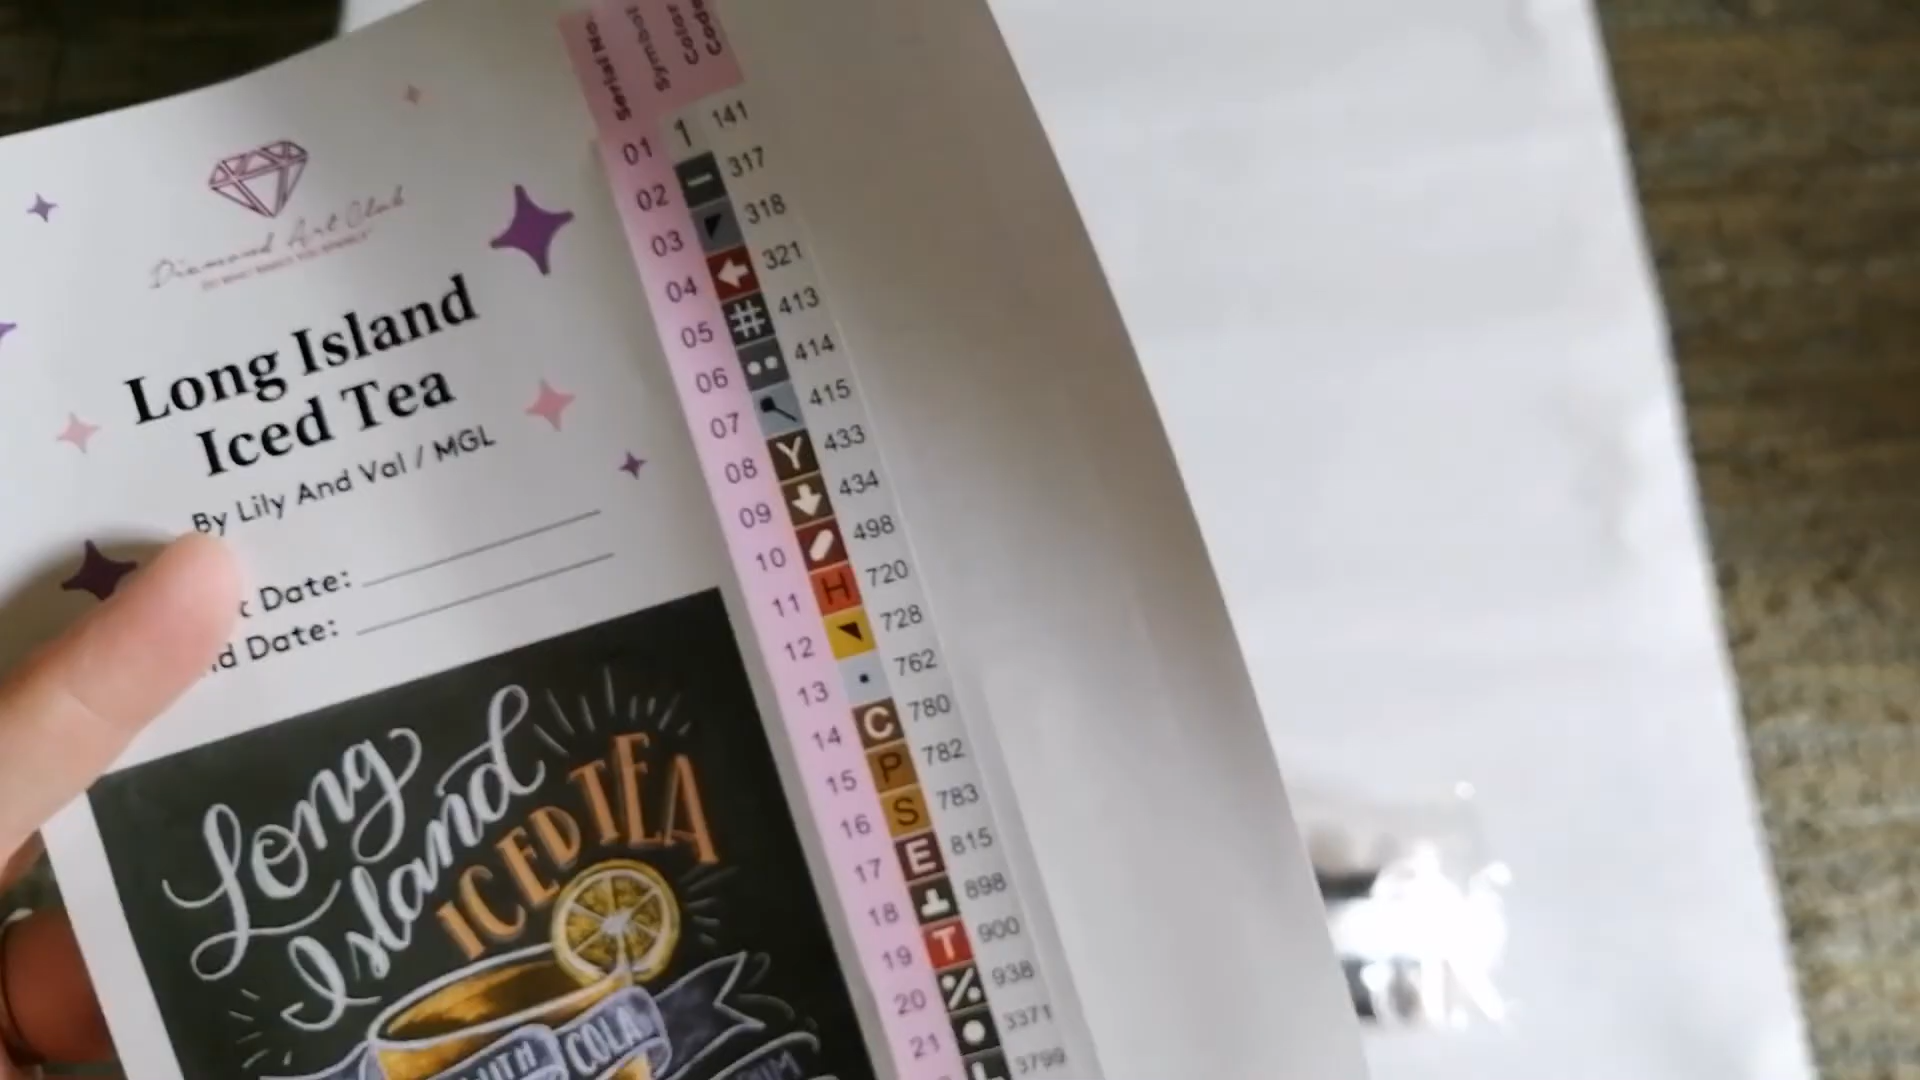 Diamond Art Club
Long Island
Iced Tea
By Lily And Val / MGL
Date:
Date:
Long
Island
ICED TEA
WITH COLA
Serial No. Symbol Color Code
01 1 141
02 317
03 318
04 321
05 # 413
06 414
07 415
08 Y 433
09 434
10 498
11 H 720
12 728
13 762
14 C 780
15 P 782
16 S 783
17 E 815
18 898
19 T 900
20 % 938
21 3371
L 3799